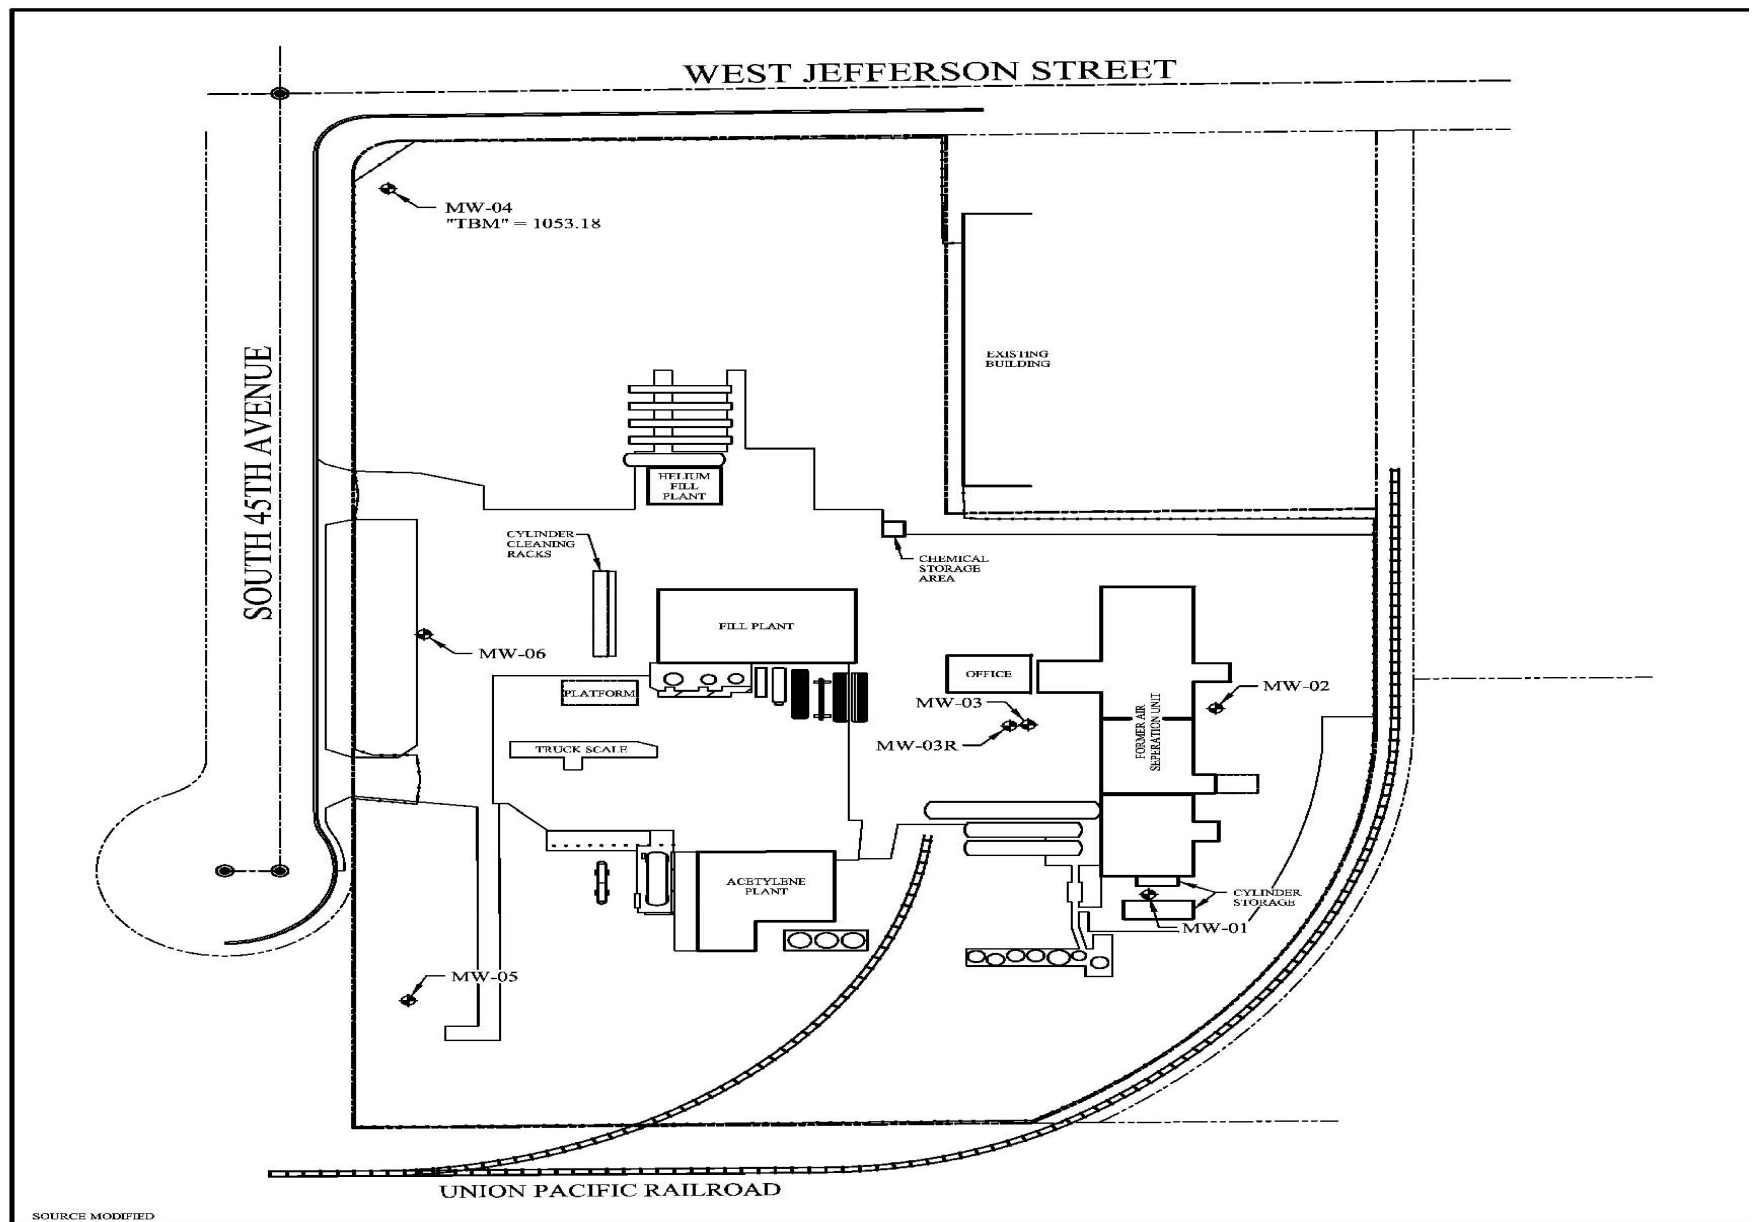 WEST JEFFERSON STREET
MW-04
"TBM" = 1053.18
SOUTH 45TH AVENUE
EXISTING
BUILDING
HELIUM
FILL
PLANT
CYLINDER
CLEANING
RACKS
CHEMICAL
STORAGE
AREA
FILL PLANT
MW-06
OFFICE
PLATFORM
MW-02
MW-03
MW-03R
FORMER AIR
SEPERATION UNIT
TRUCK SCALE
ACETYLENE
PLANT
CYLINDER
STORAGE
MW-01
MW-05
UNION PACIFIC RAILROAD
SOURCE MODIFIED